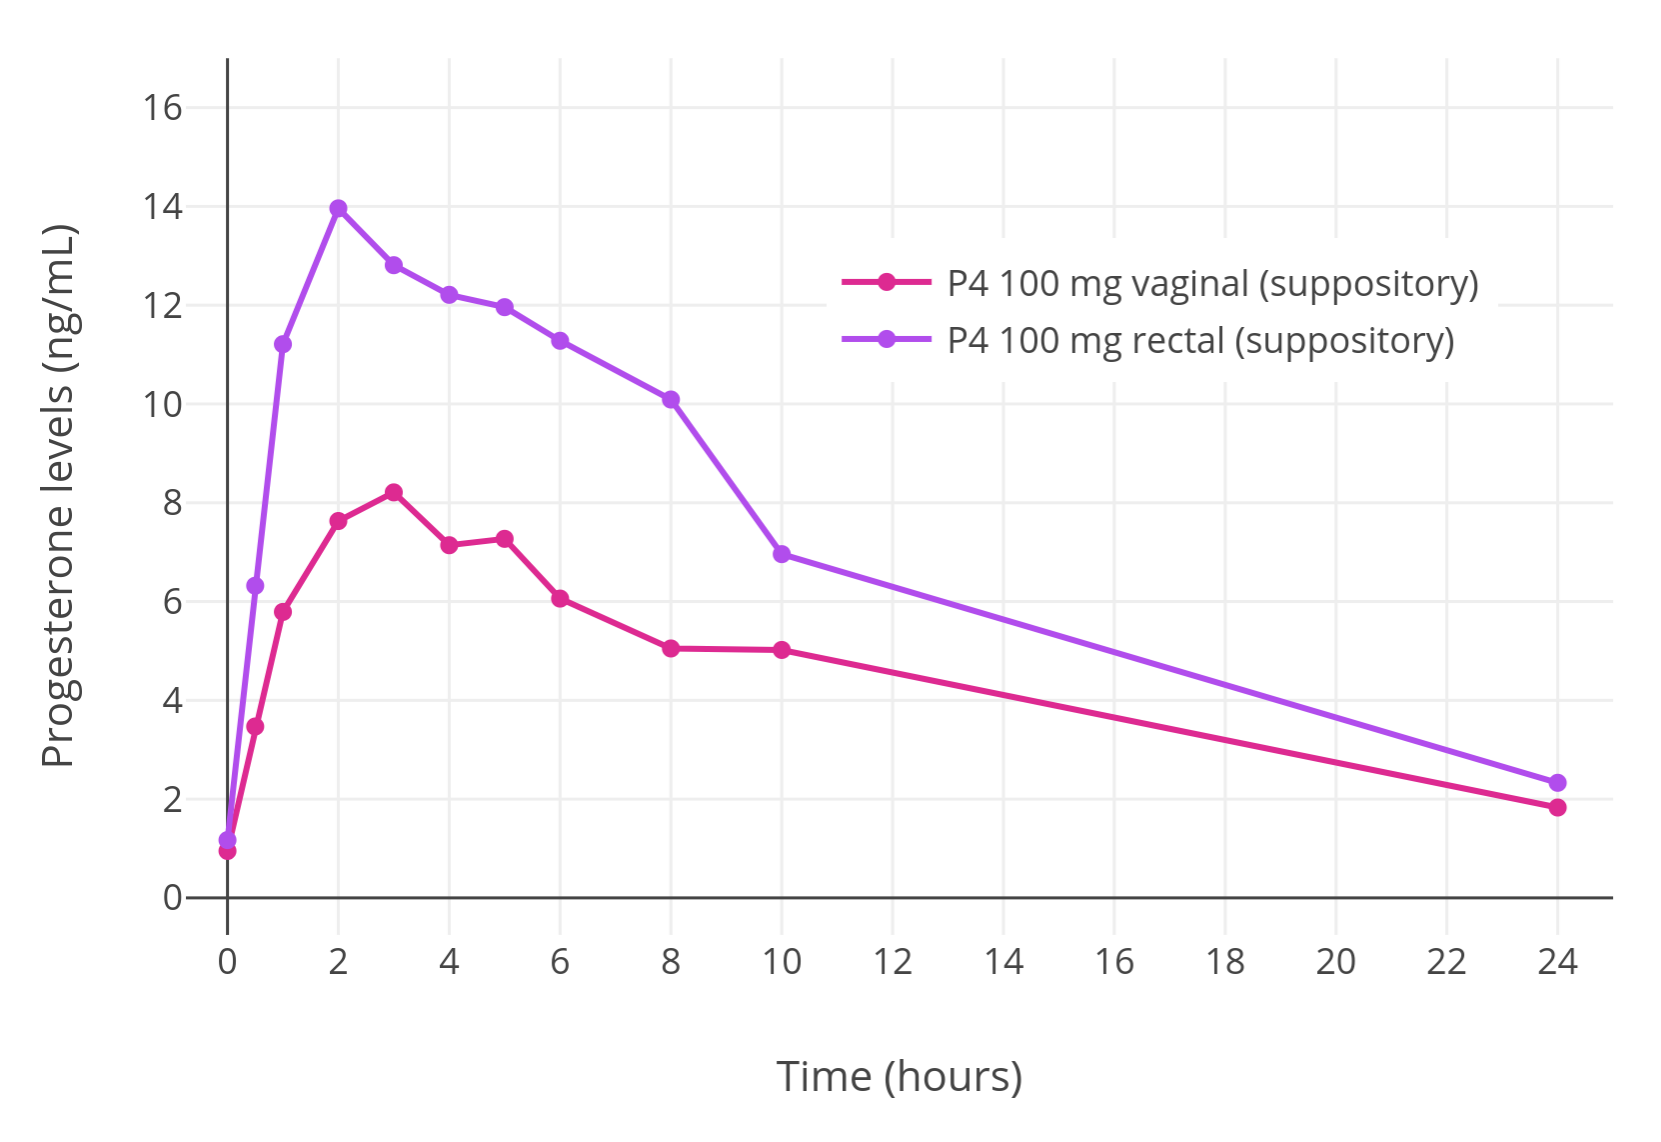 Progesterone levels (ng/mL)
16
14
12
10
8
6
4
2
0
P4 100 mg vaginal (suppository)
P4 100 mg rectal (suppository)
0 2 4 6 8 10 12 14 16 18 20 22 24
Time (hours)